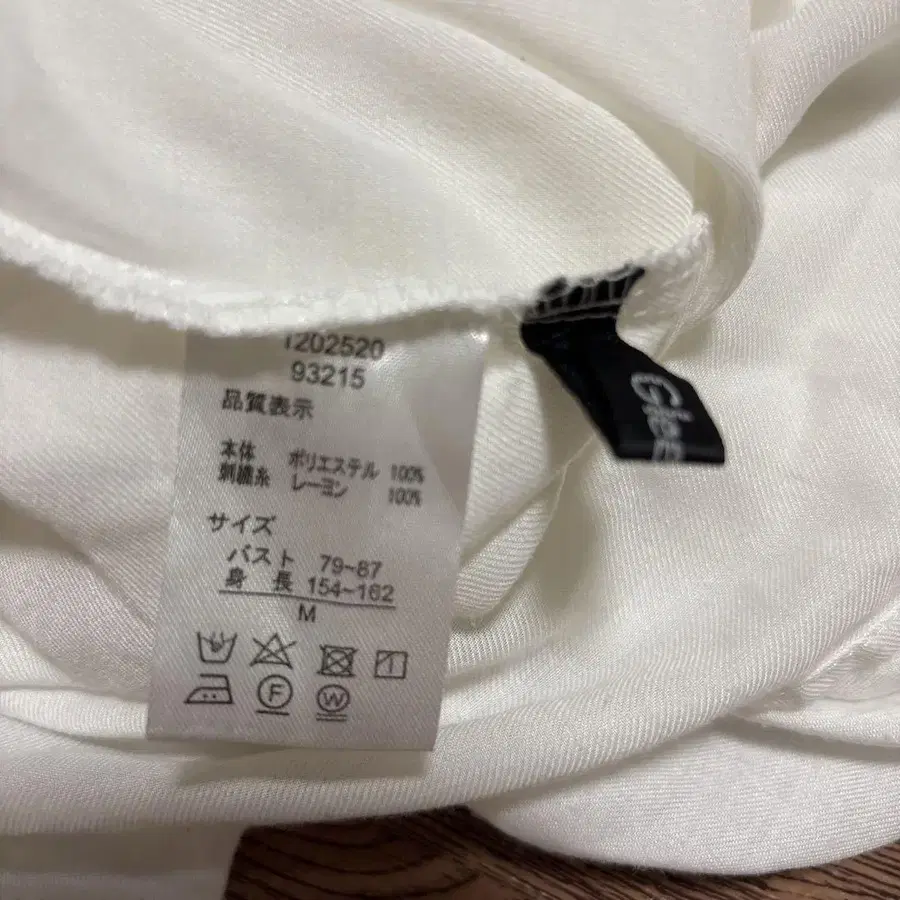 1202520
93215
品質表示
本体 ポリエステル 100%
刺繍糸 レーヨン 100%
サイズ
バスト 79~87
身長 154~162
M
F
W